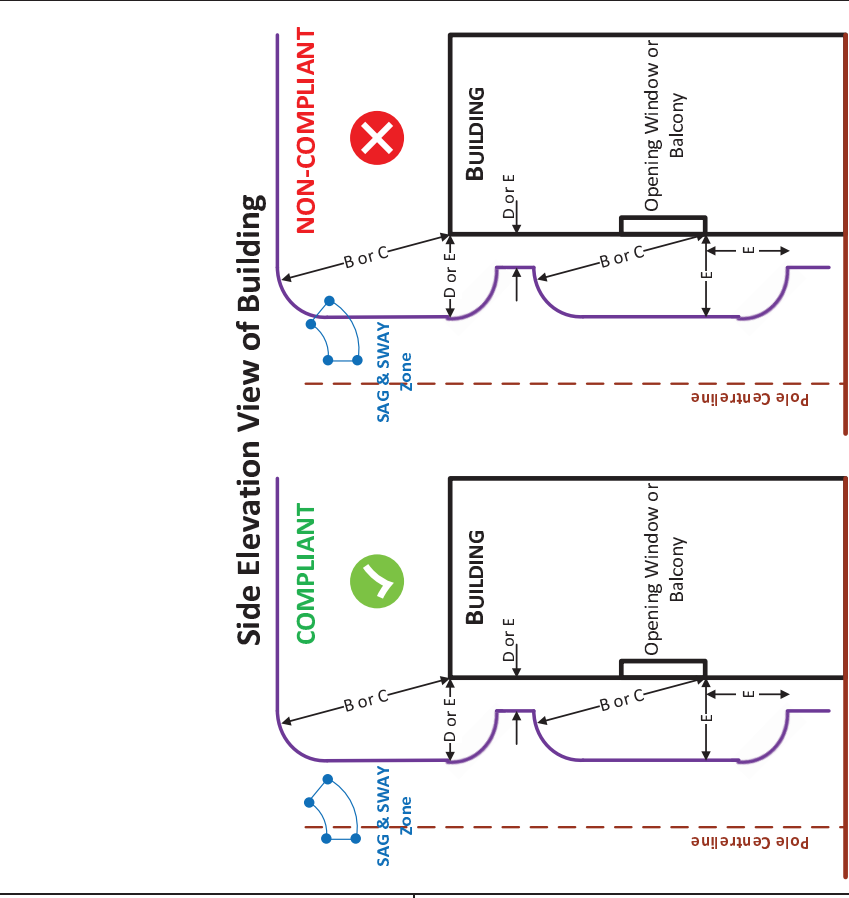 Side Elevation View of Building
COMPLIANT
BUILDING
D or E
Opening Window or
Balcony
B or C
D or E
B or C
E
E
SAG & SWAY
Zone
Pole Centreline
NON-COMPLIANT
BUILDING
D or E
Opening Window or
Balcony
B or C
D or E
B or C
E
E
SAG & SWAY
Zone
Pole Centreline